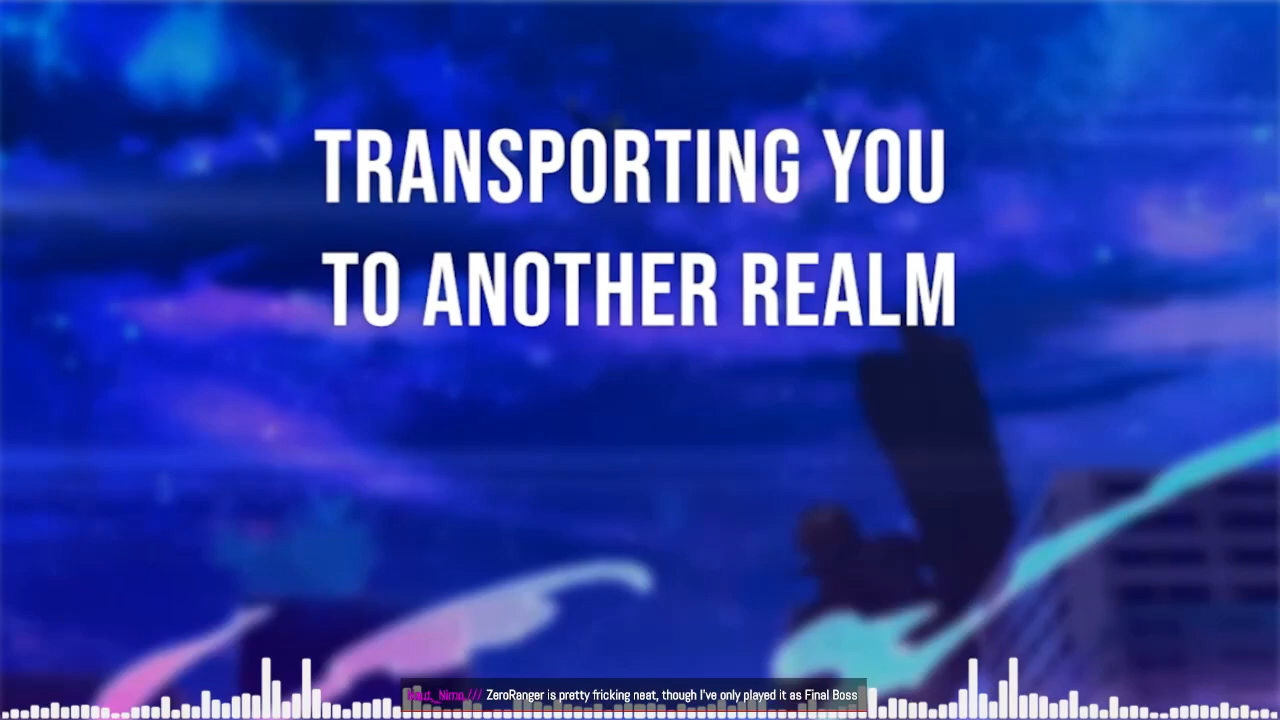 TRANSPORTING YOU
TO ANOTHER REALM
/// ZeroRanger is pretty fricking neat, though I've only played it as Final Boss